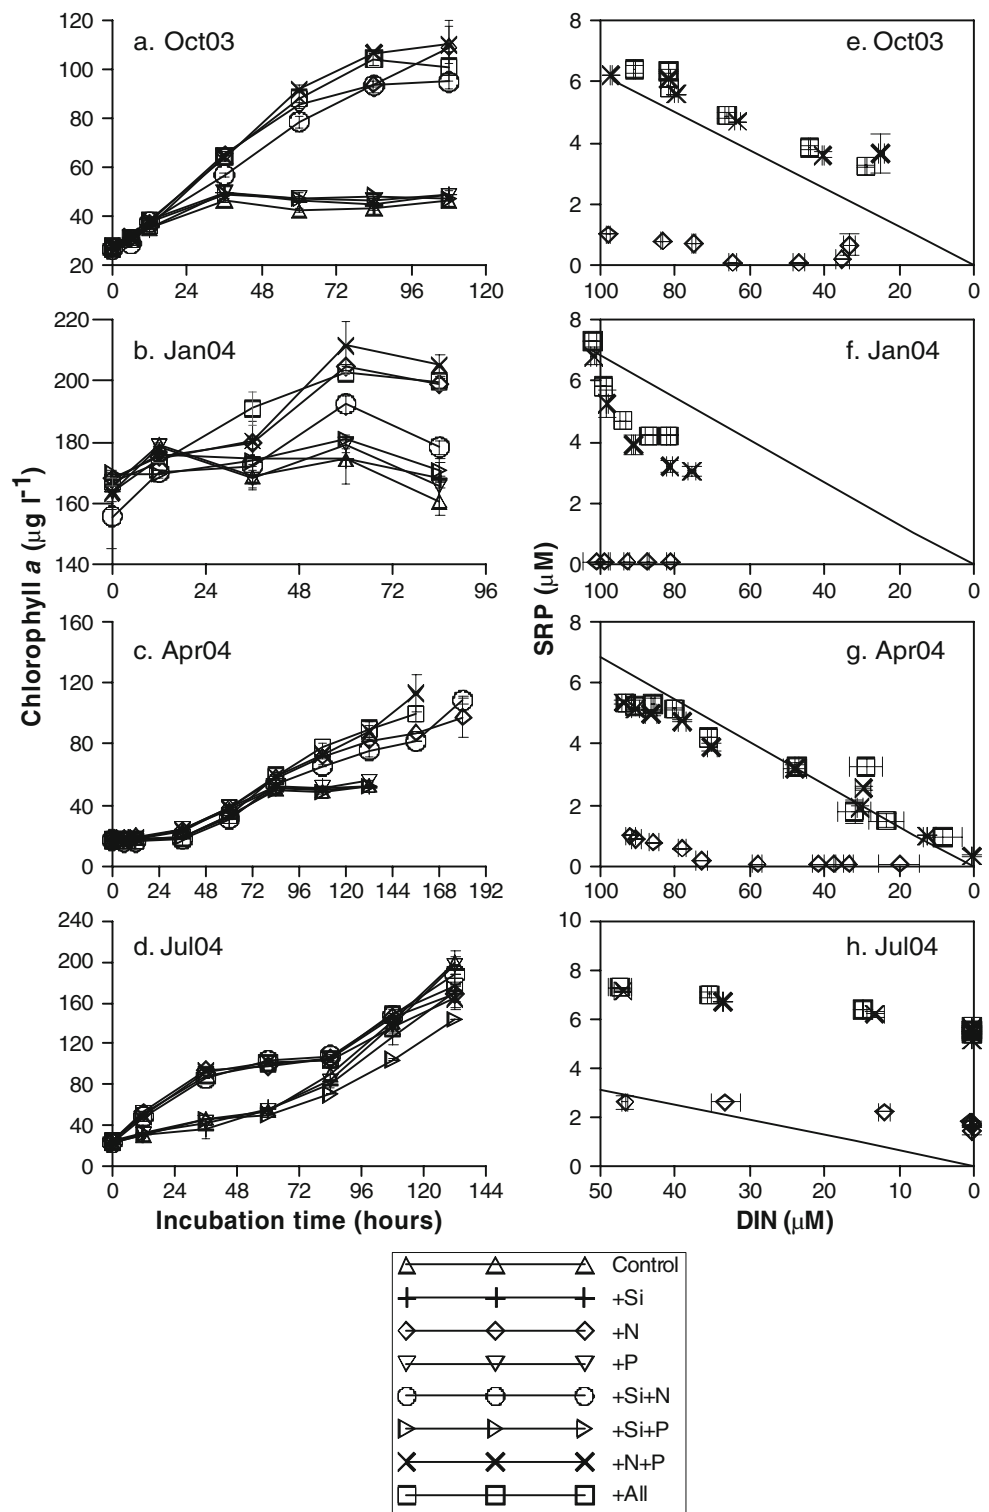 a. Oct03
120
100
80
60
40
20
0 24 48 72 96 120
e. Oct03
8
6
4
2
0
100 80 60 40 20 0
b. Jan04
220
200
180
160
140
0 24 48 72 96
f. Jan04
8
6
4
2
0
100 80 60 40 20 0
Chlorophyll a (µg l⁻¹)
SRP (µM)
c. Apr04
160
120
80
40
0
0 24 48 72 96 120 144 168 192
g. Apr04
8
6
4
2
0
100 80 60 40 20 0
d. Jul04
240
200
160
120
80
40
0
0 24 48 72 96 120 144
Incubation time (hours)
h. Jul04
10
8
6
4
2
0
50 40 30 20 10 0
DIN (µM)
Control
+Si
+N
+P
+Si+N
+Si+P
+N+P
+All